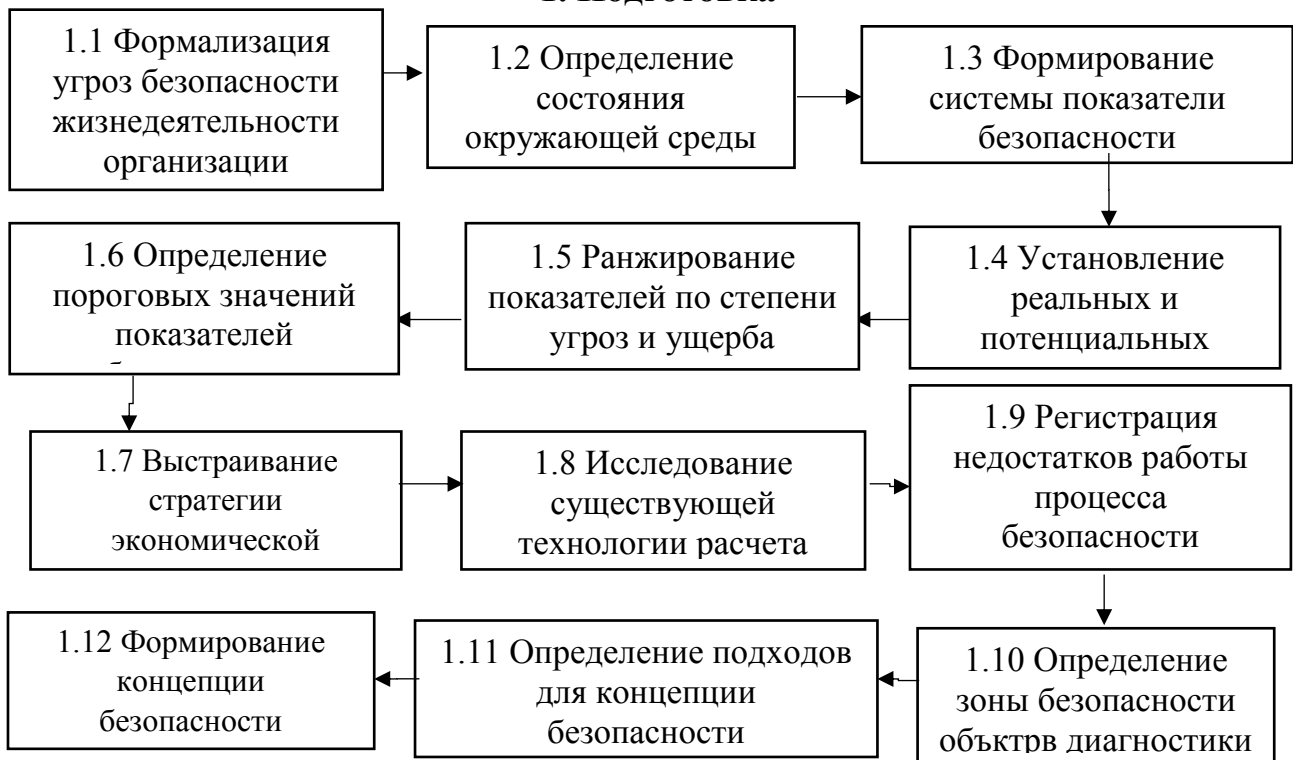 1.1 Формализация
угроз безопасности
жизнедеятельности
организации
1.2 Определение
состояния
окружающей среды
1.3 Формирование
системы показатели
безопасности
1.4 Установление
реальных и
потенциальных
1.5 Ранжирование
показателей по степени
угроз и ущерба
1.6 Определение
пороговых значений
показателей
1.7 Выстраивание
стратегии
экономической
1.8 Исследование
существующей
технологии расчета
1.9 Регистрация
недостатков работы
процесса
безопасности
1.10 Определение
зоны безопасности
объктрв диагностики
1.11 Определение подходов
для концепции
безопасности
1.12 Формирование
концепции
безопасности